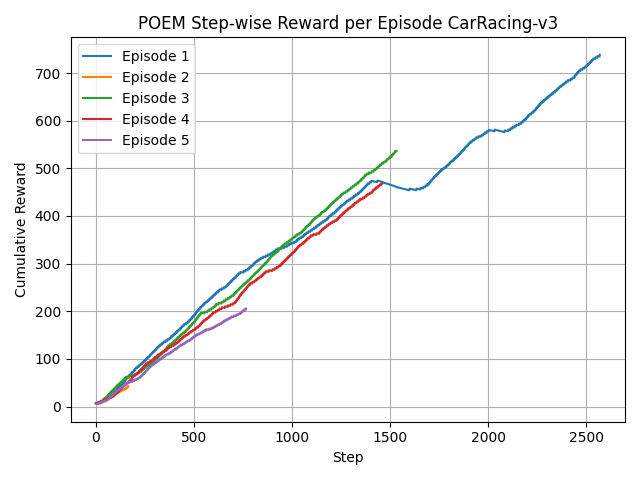 POEM Step-wise Reward per Episode CarRacing-v3
Episode 1
Episode 2
Episode 3
Episode 4
Episode 5
Cumulative Reward
700
600
500
400
300
200
100
0
0
500
1000
1500
2000
2500
Step